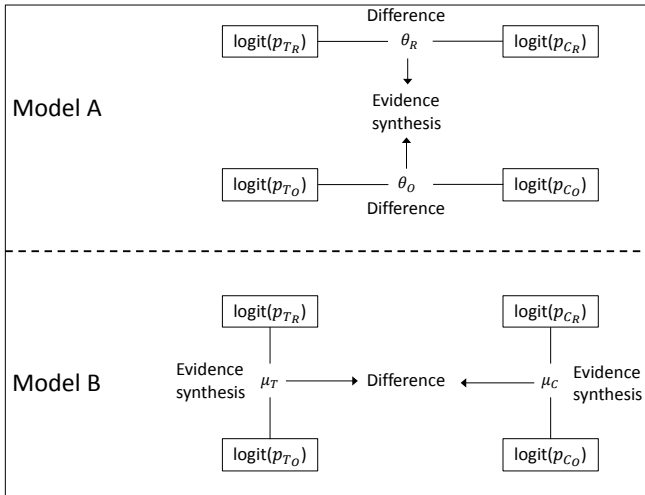 Difference
logit(p_{T_R}) θ_R logit(p_{C_R})
Model A
Evidence
synthesis
logit(p_{T_O}) θ_O logit(p_{C_O})
Difference
logit(p_{T_R}) logit(p_{C_R})
Model B
Evidence
synthesis
μ_T Difference μ_C
Evidence
synthesis
logit(p_{T_O}) logit(p_{C_O})